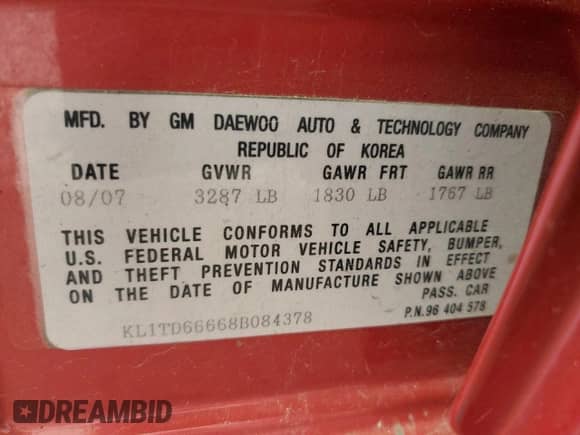 MFD. BY GM DAEWOO AUTO & TECHNOLOGY COMPANY
REPUBLIC OF KOREA
DATE GVWR GAWR FRT GAWR RR
08/07 3287 LB 1830 LB 1767 LB
THIS VEHICLE CONFORMS TO ALL APPLICABLE
U.S. FEDERAL MOTOR VEHICLE SAFETY, BUMPER,
AND THEFT PREVENTION STANDARDS IN EFFECT
ON THE DATE OF MANUFACTURE SHOWN ABOVE
PASS. CAR
KL1TD66668B084378
P.N.96 404 578
DREAMBID